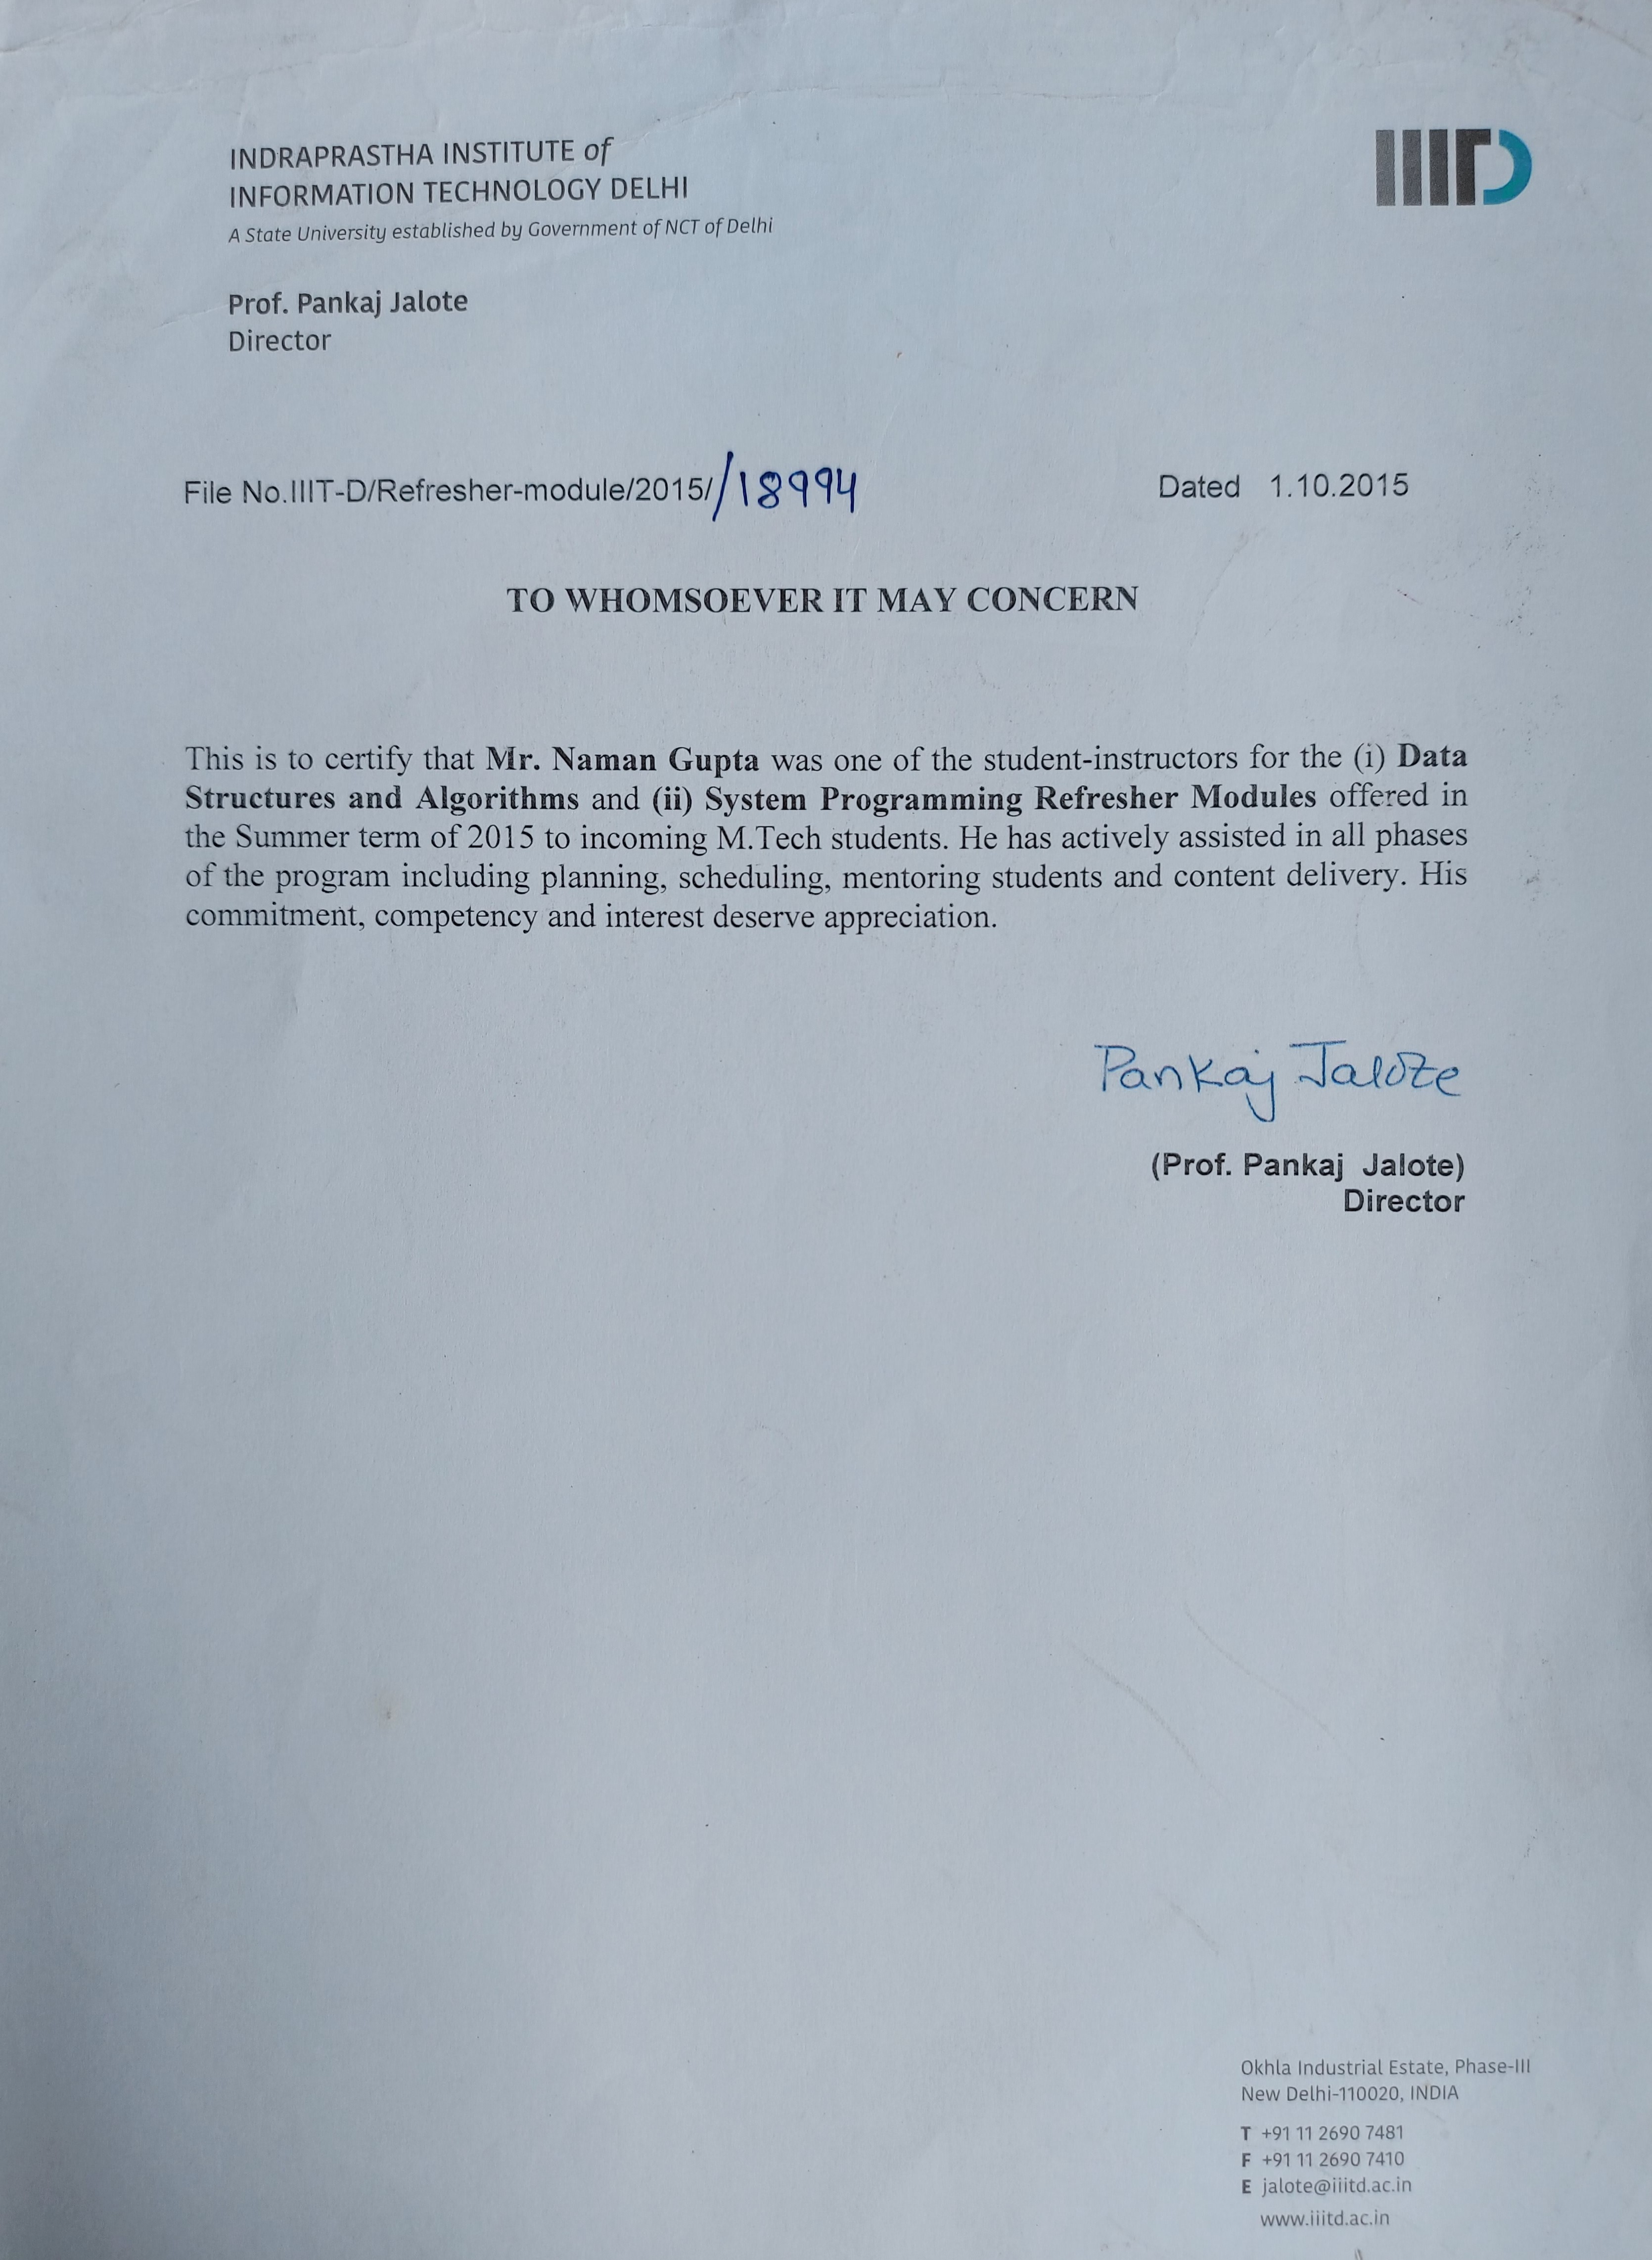 INDRAPRASTHA INSTITUTE of
INFORMATION TECHNOLOGY DELHI
A State University established by Government of NCT of Delhi
IIITD
Prof. Pankaj Jalote
Director
File No.IIIT-D/Refresher-module/2015//18994
Dated 1.10.2015
TO WHOMSOEVER IT MAY CONCERN
This is to certify that Mr. Naman Gupta was one of the student-instructors for the (i) Data
Structures and Algorithms and (ii) System Programming Refresher Modules offered in
the Summer term of 2015 to incoming M.Tech students. He has actively assisted in all phases
of the program including planning, scheduling, mentoring students and content delivery. His
commitment, competency and interest deserve appreciation.
Pankaj Jalote
(Prof. Pankaj Jalote)
Director
Okhla Industrial Estate, Phase-III
New Delhi-110020, INDIA
T +91 11 2690 7481
F +91 11 2690 7410
E jalote@iiitd.ac.in
www.iiitd.ac.in